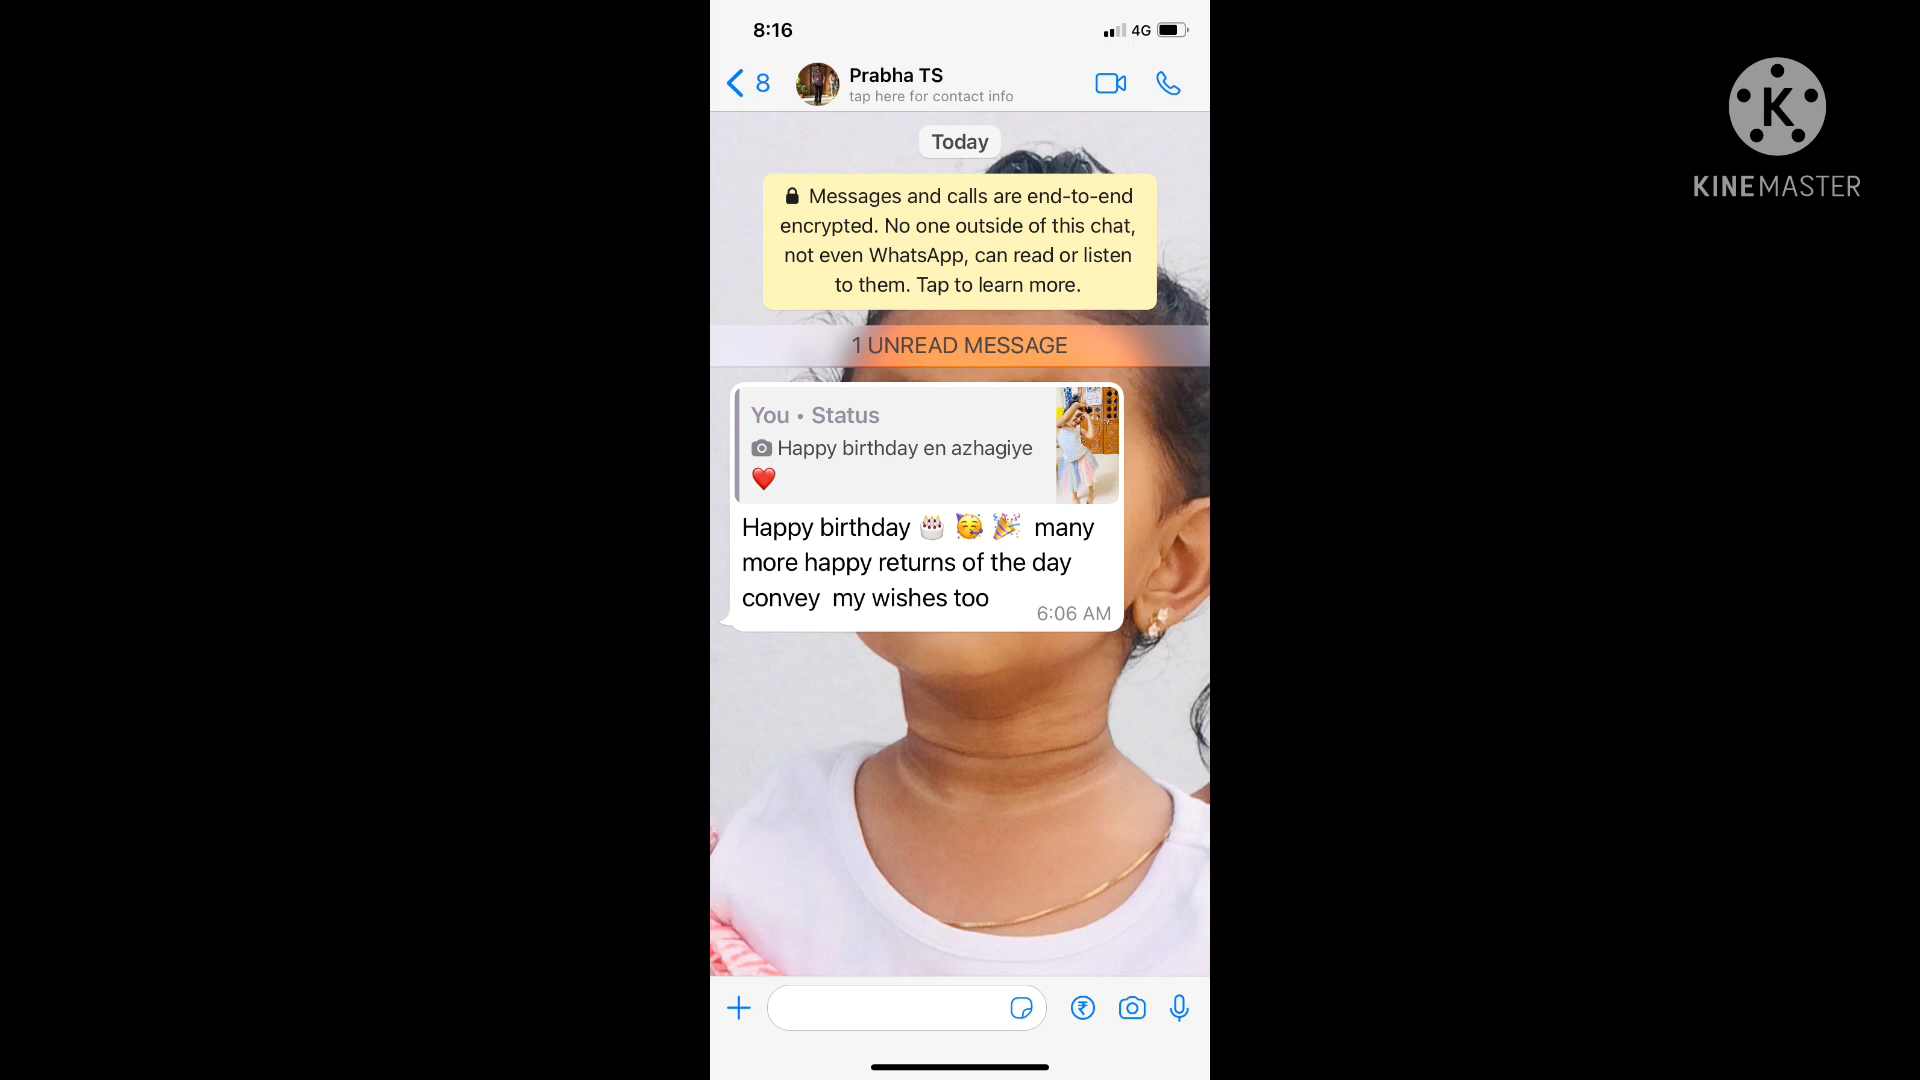 8:16
4G
8
Prabha TS
tap here for contact info
Today
Messages and calls are end-to-end
encrypted. No one outside of this chat,
not even WhatsApp, can read or listen
to them. Tap to learn more.
1 UNREAD MESSAGE
You • Status
Happy birthday en azhagiye
❤️
Happy birthday 🎂 🥳 🎉 many
more happy returns of the day
convey my wishes too
6:06 AM
₹
K
KINEMASTER